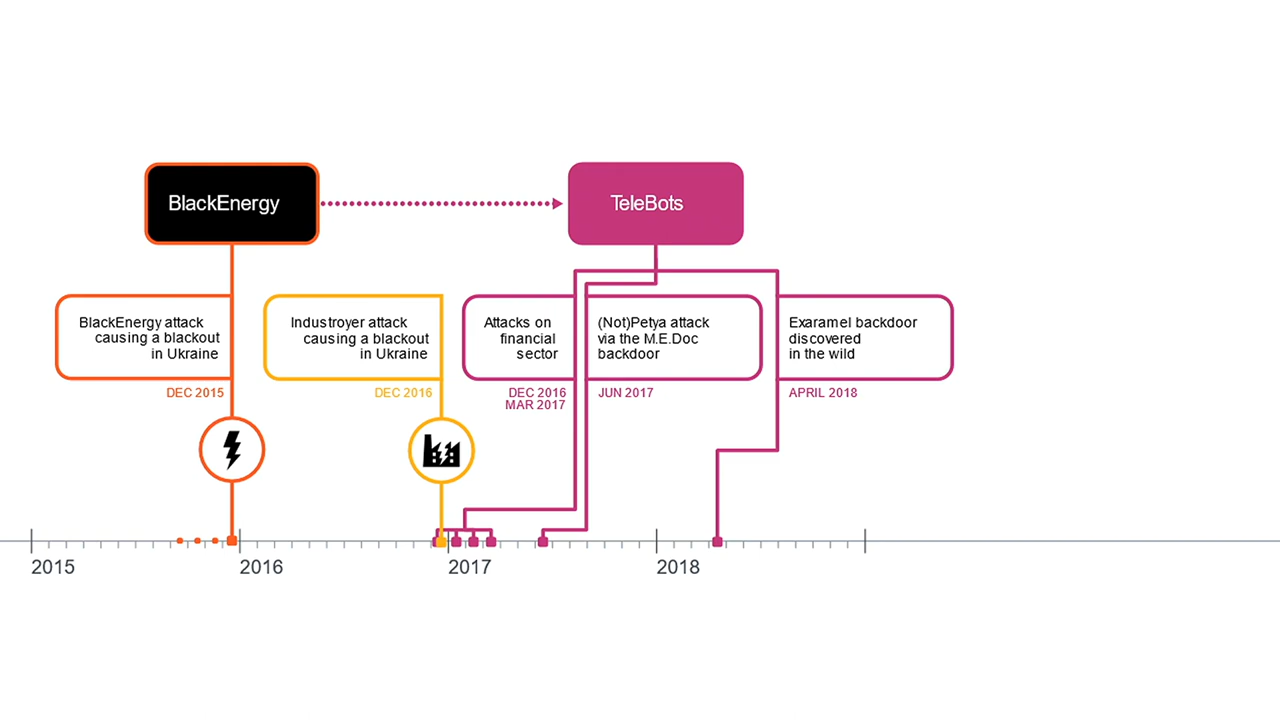 BlackEnergy
TeleBots
BlackEnergy attack
causing a blackout
in Ukraine
DEC 2015
Industroyer attack
causing a blackout
in Ukraine
DEC 2016
Attacks on
financial
sector
DEC 2016
MAR 2017
(Not)Petya attack
via the M.E.Doc
backdoor
JUN 2017
Exaramel backdoor
discovered
in the wild
APRIL 2018
2015
2016
2017
2018